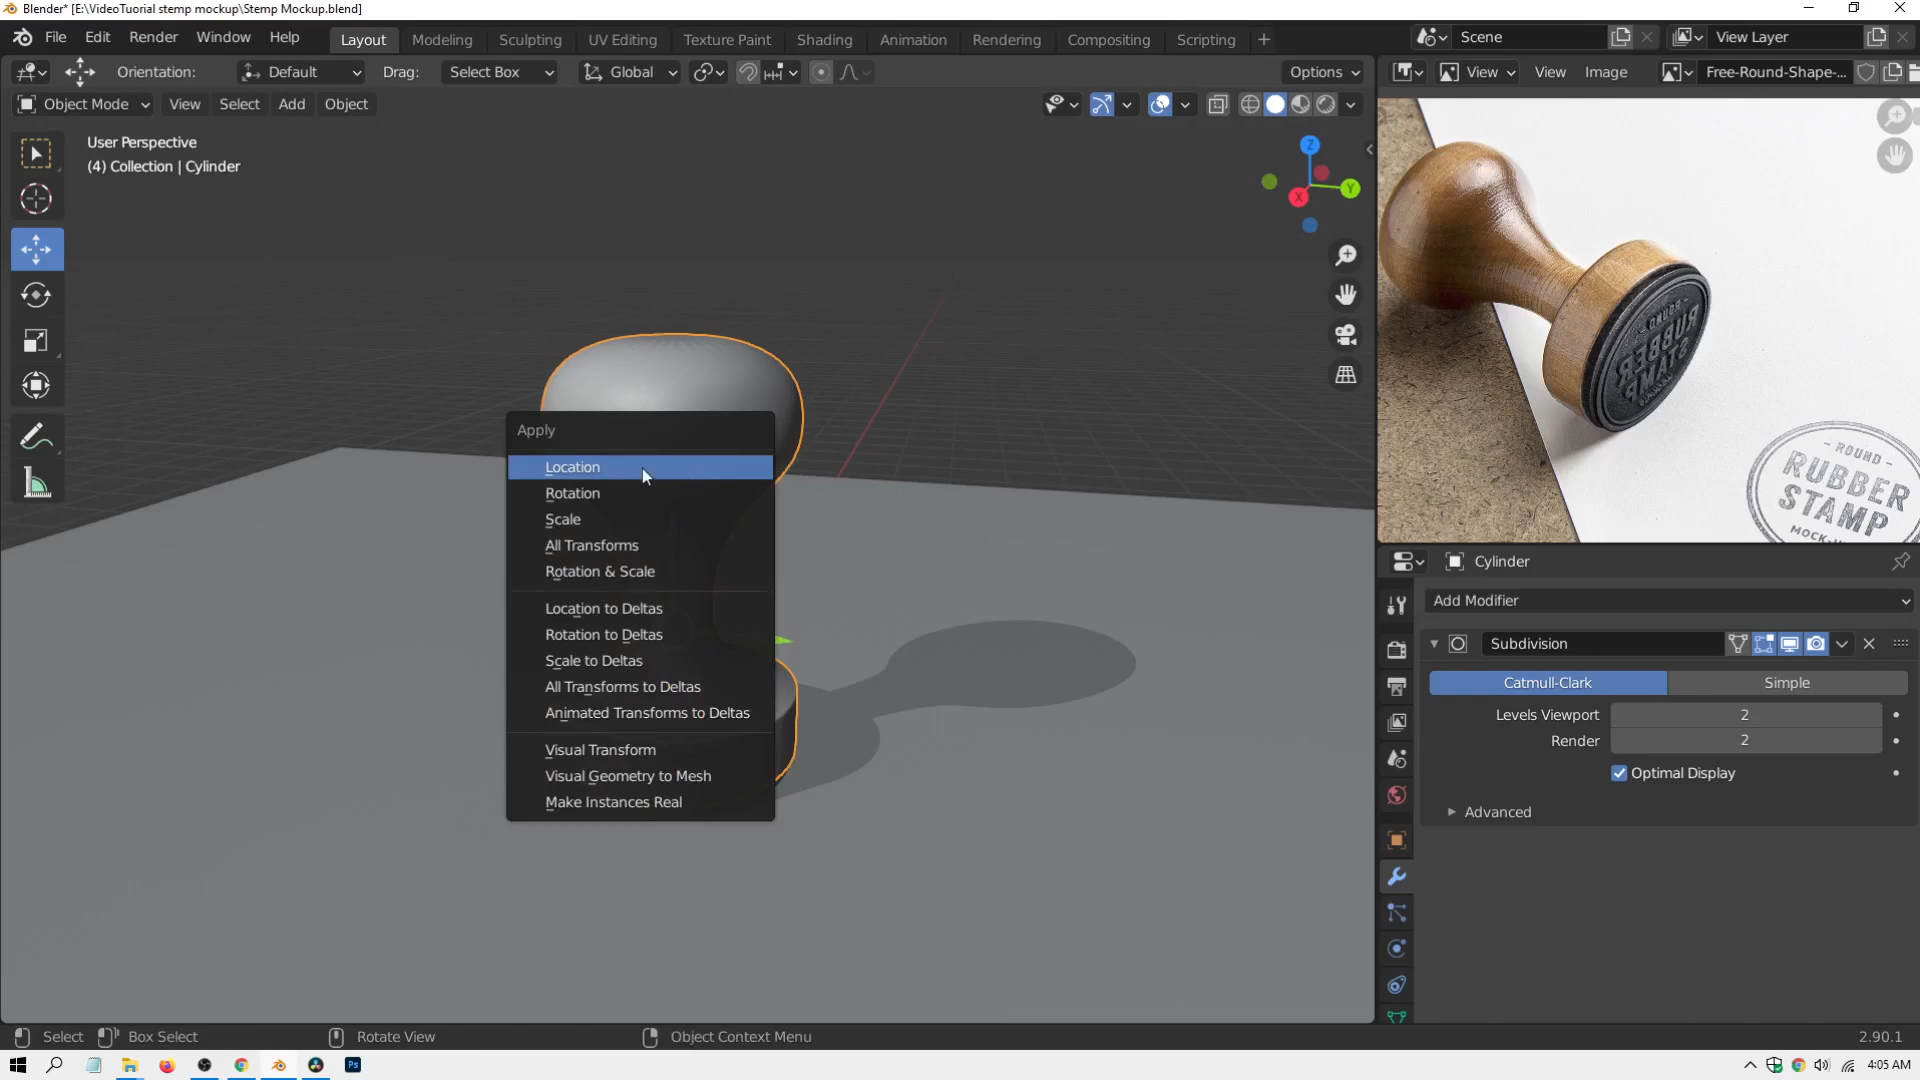 Blender* [E:\VideoTuorial stemp mockup\Stemp Mockup.blend]
File Edit Render Window Help Layout Modeling Sculpting UV Editing Texture Paint Shading Animation Rendering Compositing Scripting + Scene View Layer
Orientation: Default Drag: Select Box Global Options View View Image Free-Round-Shape-...
Object Mode View Select Add Object
User Perspective
(4) Collection | Cylinder
Z
Y
X
Apply
Location
Rotation
Scale
All Transforms
Rotation & Scale
Location to Deltas
Rotation to Deltas
Scale to Deltas
All Transforms to Deltas
Animated Transforms to Deltas
Visual Transform
Visual Geometry to Mesh
Make Instances Real
- ROUND -
RUBBER
STAMP
- ROUND -
RUBBER
STAMP
Cylinder
Add Modifier
Subdivision
Catmull-Clark Simple
Levels Viewport 2
Render 2
Optimal Display
Advanced
Select Box Select Rotate View Object Context Menu 2.90.1
Ps 4:05 AM